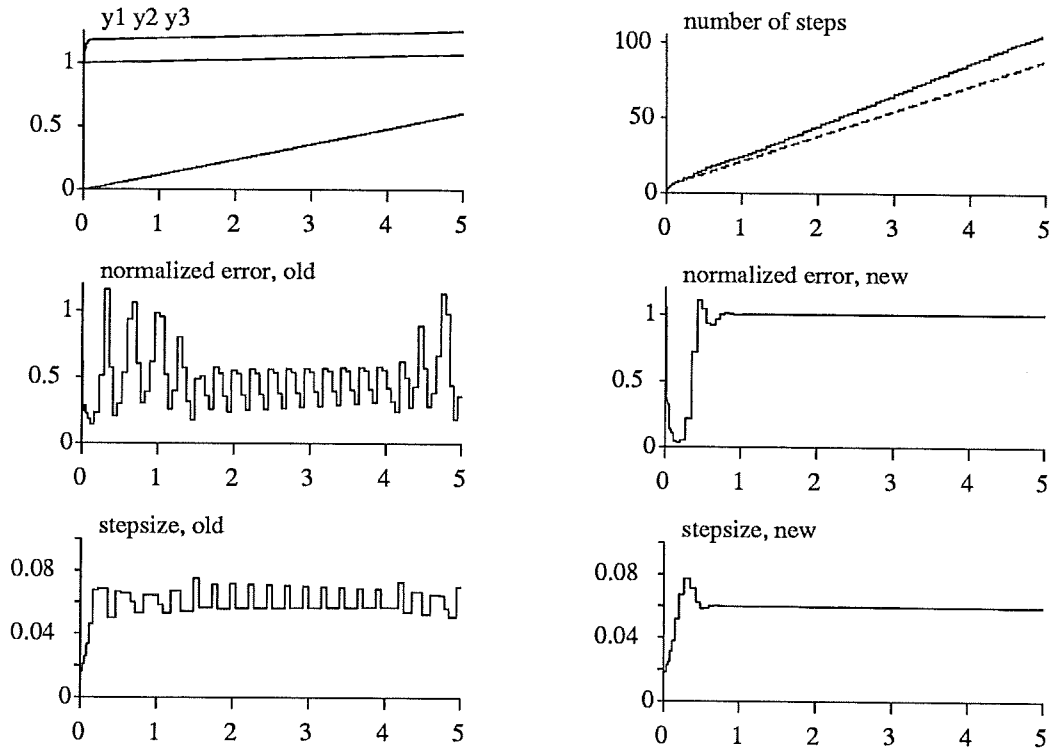 y1 y2 y3
1
0.5
0
0 1 2 3 4 5
number of steps
100
50
0
0 1 2 3 4 5
normalized error, old
1
0.5
0
0 1 2 3 4 5
normalized error, new
1
0.5
0
0 1 2 3 4 5
stepsize, old
0.08
0.04
0
0 1 2 3 4 5
stepsize, new
0.08
0.04
0
0 1 2 3 4 5